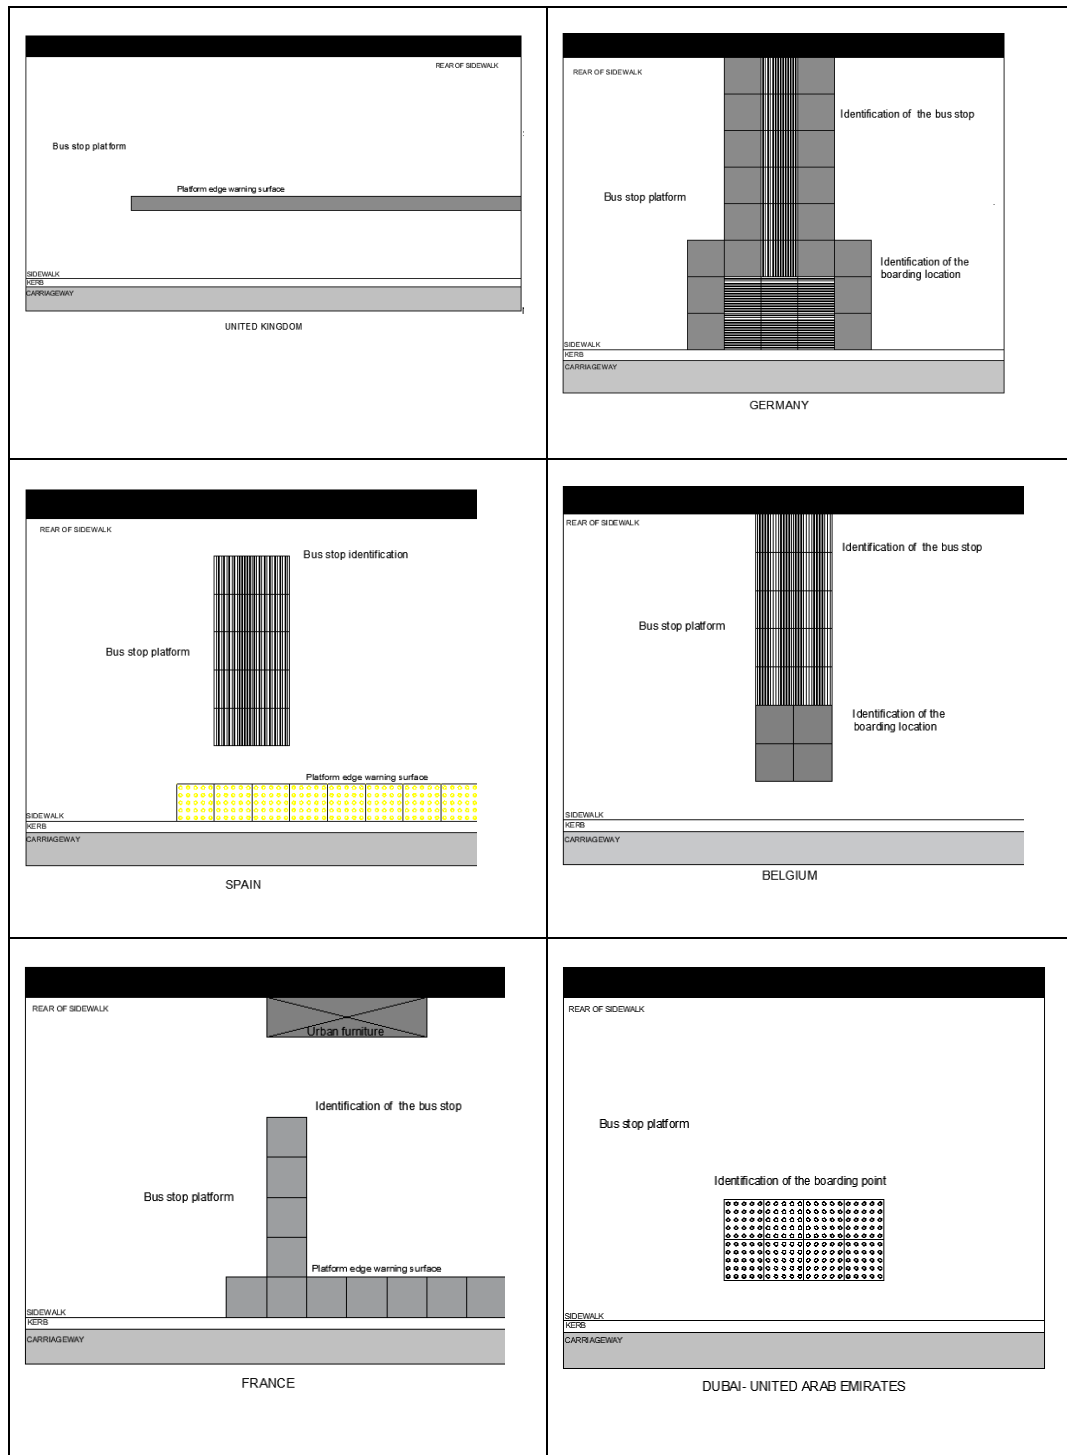 REAR OF SIDEWALK
Bus stop platform
Platform edge warning surface
SIDEWALK
KERB
CARRIAGEWAY
UNITED KINGDOM
REAR OF SIDEWALK
Identification of the bus stop
Bus stop platform
Identification of the
boarding location
SIDEWALK
KERB
CARRIAGEWAY
GERMANY
REAR OF SIDEWALK
Bus stop identification
Bus stop platform
Platform edge warning surface
SIDEWALK
KERB
CARRIAGEWAY
SPAIN
REAR OF SIDEWALK
Identification of the bus stop
Bus stop platform
Identification of the
boarding location
SIDEWALK
KERB
CARRIAGEWAY
BELGIUM
REAR OF SIDEWALK
Urban furniture
Identification of the bus stop
Bus stop platform
Platform edge warning surface
SIDEWALK
KERB
CARRIAGEWAY
FRANCE
REAR OF SIDEWALK
Bus stop platform
Identification of the boarding point
SIDEWALK
KERB
CARRIAGEWAY
DUBAI- UNITED ARAB EMIRATES